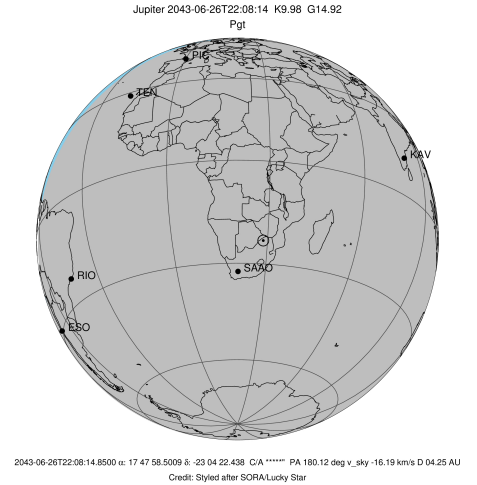 Jupiter 2043-06-26T22:08:14 K9.98 G14.92
Pgt
PIC
TEN
KAV
SAAO
RIO
ESO
2043-06-26T22:08:14.8500 α: 17 47 58.5009 δ: -23 04 22.438 C/A *****" PA 180.12 deg v_sky -16.19 km/s D 04.25 AU
Credit: Styled after SORA/Lucky Star